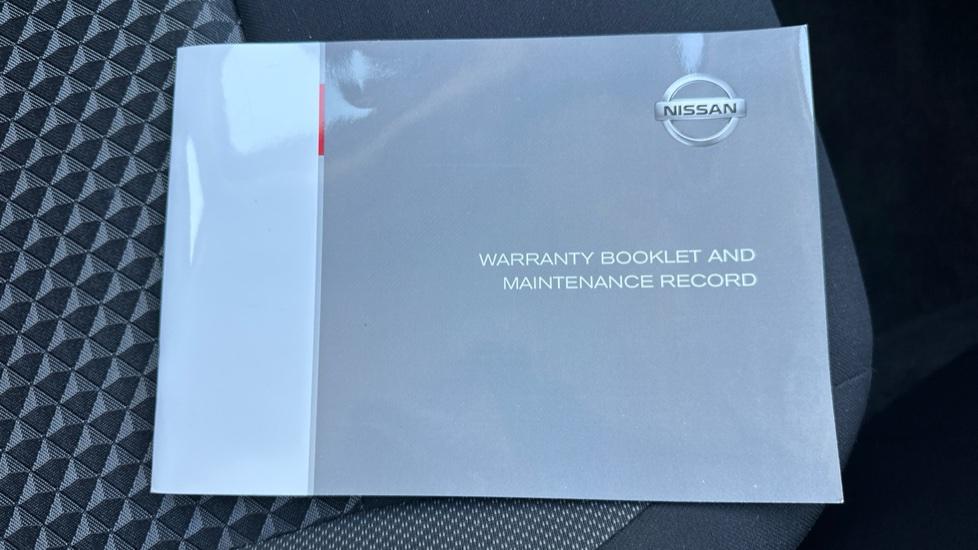 NISSAN
WARRANTY BOOKLET AND
MAINTENANCE RECORD